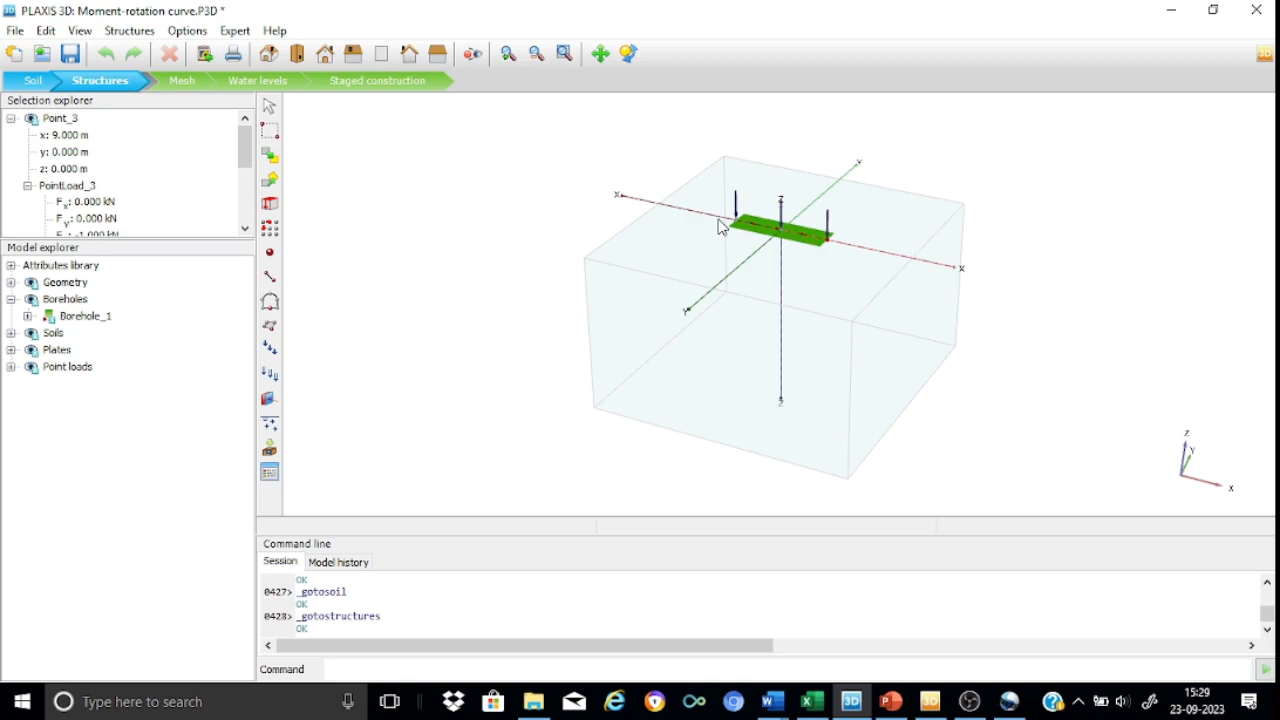 PLAXIS 3D: Moment-rotation curve.P3D *
File Edit View Structures Options Expert Help
Soil Structures Mesh Water levels Staged construction
Selection explorer
Point_3
x: 9.000 m
y: 0.000 m
z: 0.000 m
PointLoad_3
Fx: 0.000 kN
Fy: 0.000 kN
Model explorer
Attributes library
Geometry
Boreholes
Borehole_1
Soils
Plates
Point loads
Y
X
Z
X
Y
Z
Z
Y
X
Command line
Session Model history
OK
0427> _gotosoil
OK
0428> _gotostructures
OK
Command
Type here to search
15:29
23-09-2023